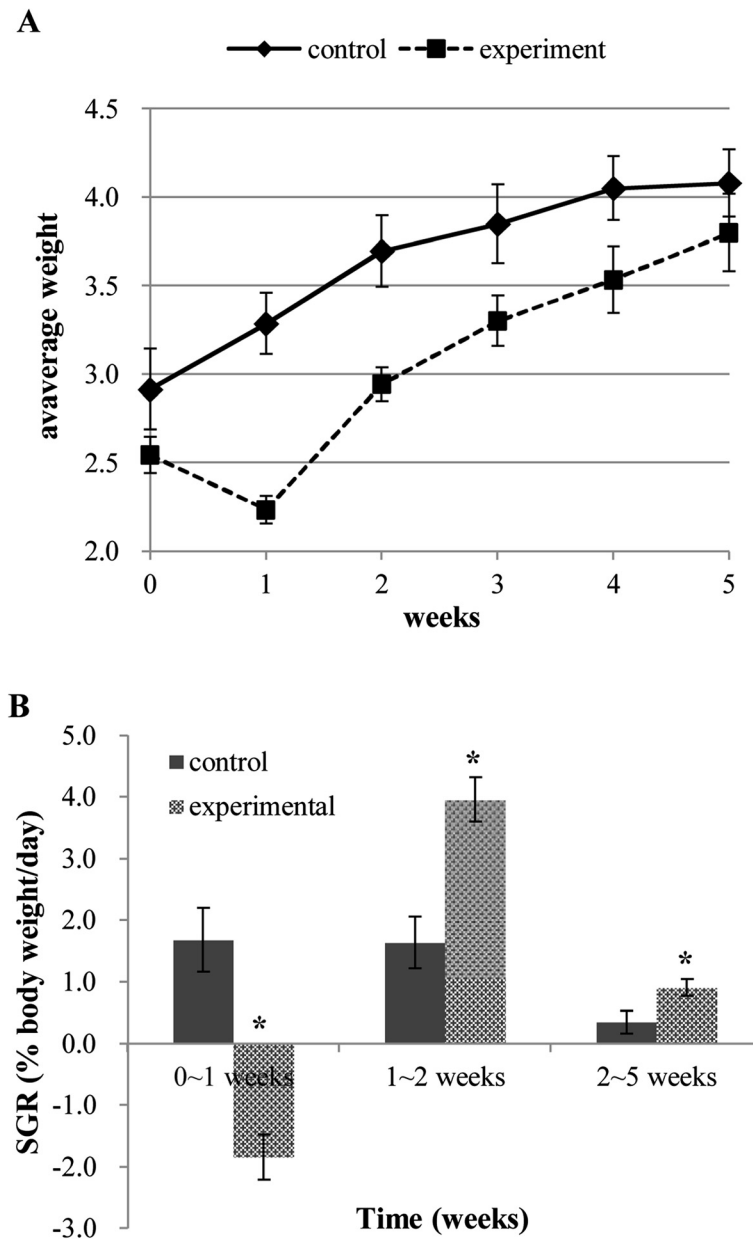 A
control experiment
4.5
4.0
3.5
3.0
2.5
2.0
avaverage weight
0 1 2 3 4 5
weeks
B
5.0
4.0
3.0
2.0
1.0
0.0
-1.0
-2.0
-3.0
SGR (% body weight/day)
control
experimental
*
*
*
0~1 weeks 1~2 weeks 2~5 weeks
Time (weeks)